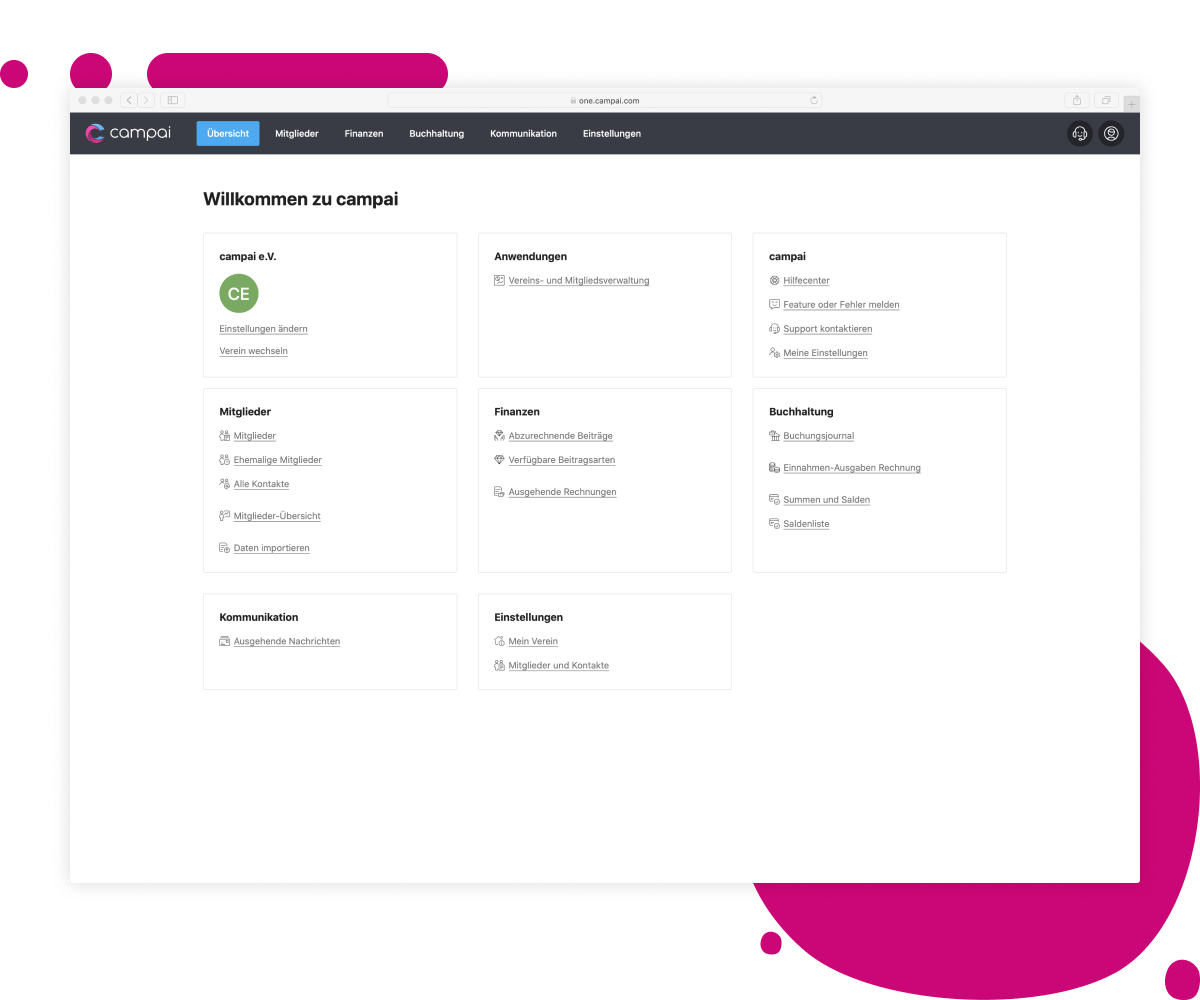 one.campai.com
campai
Übersicht
Mitglieder
Finanzen
Buchhaltung
Kommunikation
Einstellungen
Willkommen zu campai
campai e.V.
CE
Einstellungen ändern
Verein wechseln
Anwendungen
Vereins- und Mitgliedsverwaltung
campai
Hilfecenter
Feature oder Fehler melden
Support kontaktieren
Meine Einstellungen
Mitglieder
Mitglieder
Ehemalige Mitglieder
Alle Kontakte
Mitglieder-Übersicht
Daten importieren
Finanzen
Abzurechnende Beiträge
Verfügbare Beitragsarten
Ausgehende Rechnungen
Buchhaltung
Buchungsjournal
Einnahmen-Ausgaben Rechnung
Summen und Salden
Saldenliste
Kommunikation
Ausgehende Nachrichten
Einstellungen
Mein Verein
Mitglieder und Kontakte